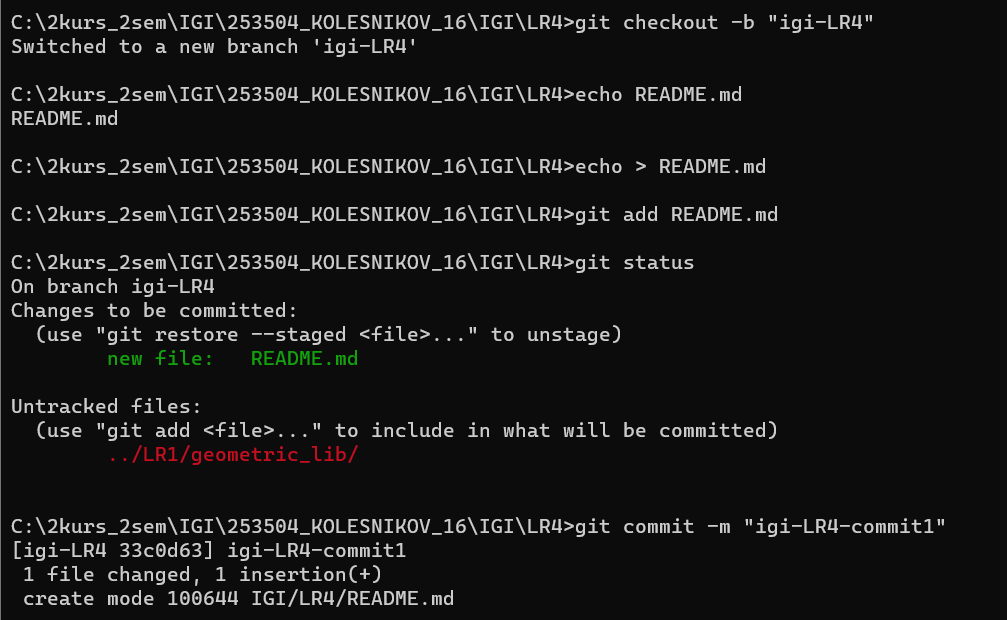 C:\2kurs_2sem\IGI\253504_KOLESNIKOV_16\IGI\LR4>git checkout -b "igi-LR4"
Switched to a new branch 'igi-LR4'
C:\2kurs_2sem\IGI\253504_KOLESNIKOV_16\IGI\LR4>echo README.md
README.md
C:\2kurs_2sem\IGI\253504_KOLESNIKOV_16\IGI\LR4>echo > README.md
C:\2kurs_2sem\IGI\253504_KOLESNIKOV_16\IGI\LR4>git add README.md
C:\2kurs_2sem\IGI\253504_KOLESNIKOV_16\IGI\LR4>git status
On branch igi-LR4
Changes to be committed:
  (use "git restore --staged <file>..." to unstage)
        new file:   README.md
Untracked files:
  (use "git add <file>..." to include in what will be committed)
        ../LR1/geometric_lib/
C:\2kurs_2sem\IGI\253504_KOLESNIKOV_16\IGI\LR4>git commit -m "igi-LR4-commit1"
[igi-LR4 33c0d63] igi-LR4-commit1
 1 file changed, 1 insertion(+)
 create mode 100644 IGI/LR4/README.md